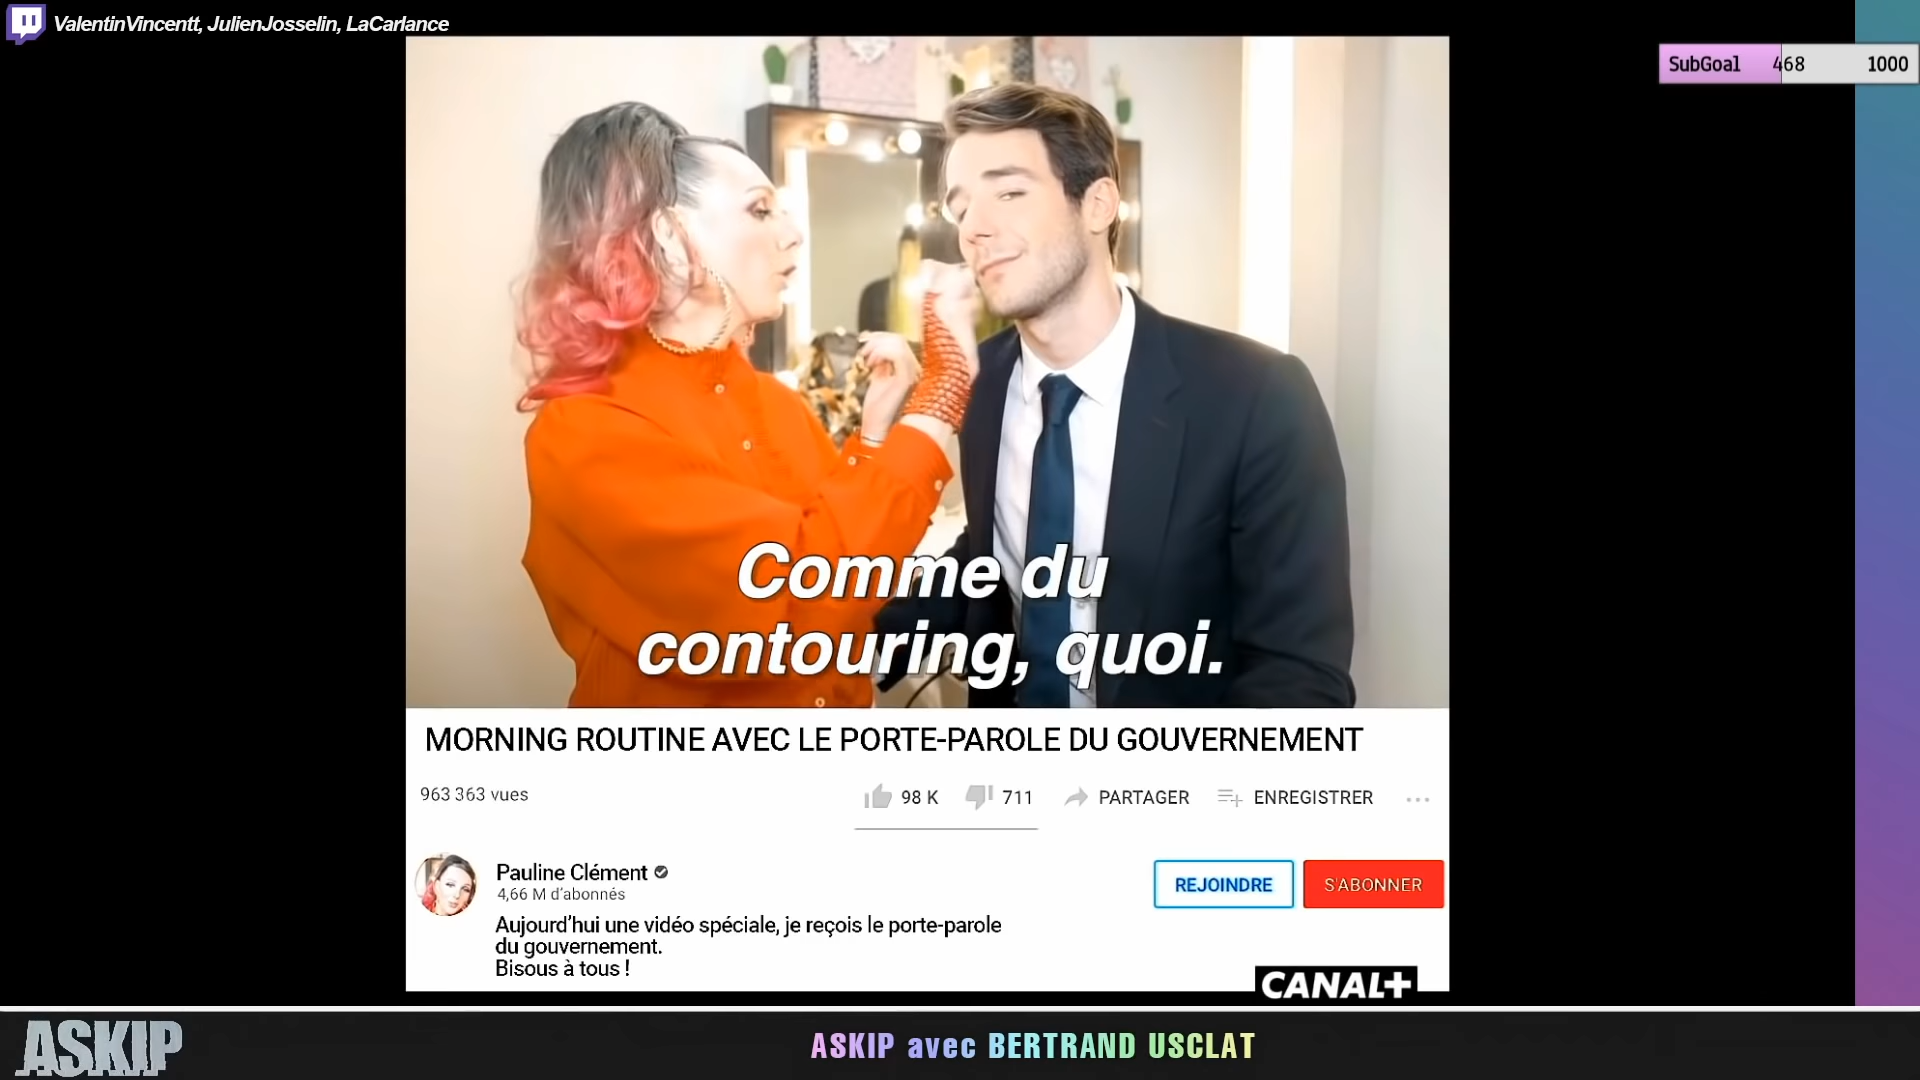 ValentinVincentt, JulienJosselin, LaCarlance
SubGoal 468 1000
Comme du
contouring, quoi.
MORNING ROUTINE AVEC LE PORTE-PAROLE DU GOUVERNEMENT
963 363 vues
98 K 711 PARTAGER ENREGISTRER
Pauline Clément
4,66 M d'abonnés
REJOINDRE S'ABONNER
Aujourd'hui une vidéo spéciale, je reçois le porte-parole
du gouvernement.
Bisous à tous !
CANAL+
ASKIP
ASKIP avec BERTRAND USCLAT